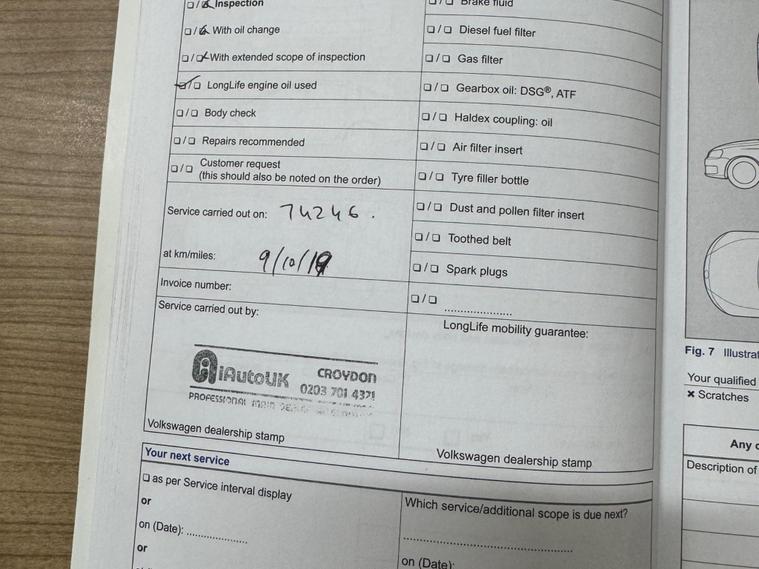 ☐/☐ Inspection
☐/☐ With oil change
☐/☐ With extended scope of inspection
☐/☐ LongLife engine oil used
☐/☐ Body check
☐/☐ Repairs recommended
☐/☐ Customer request
(this should also be noted on the order)
Service carried out on: 74246.
at km/miles: 9/10/19
Invoice number:
Service carried out by:
iAutoUK CROYDON
0203 701 4371
PROFESSIONAL MAIN
Volkswagen dealership stamp
☐/☐ Brake fluid
☐/☐ Diesel fuel filter
☐/☐ Gas filter
☐/☐ Gearbox oil: DSG®, ATF
☐/☐ Haldex coupling: oil
☐/☐ Air filter insert
☐/☐ Tyre filler bottle
☐/☐ Dust and pollen filter insert
☐/☐ Toothed belt
☐/☐ Spark plugs
☐/☐ ....................
LongLife mobility guarantee:
Volkswagen dealership stamp
Your next service
☐ as per Service interval display
or
on (Date): ..................
or
Which service/additional scope is due next?
on (Date):
Fig. 7 Illustrat
Your qualified
× Scratches
Any
Description of